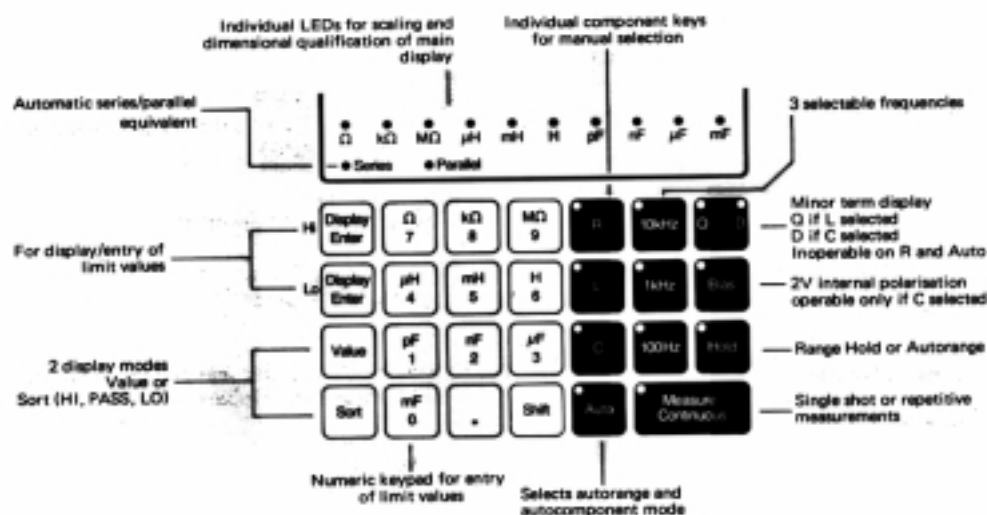 Individual LEDs for scaling and
dimensional qualification of main
display
Individual component keys
for manual selection
Automatic series/parallel
equivalent
3 selectable frequencies
Ω kΩ MΩ μH mH H pF nF μF mF
Series Parallel
Hi
Display
Enter
Ω
7
kΩ
8
MΩ
9
R
10kHz
Q D
Minor term display
Q if L selected
D if C selected
Inoperable on R and Auto
For display/entry of
limit values
Lo
Display
Enter
μH
4
mH
5
H
6
L
1kHz
Bias
2V internal polarisation
operable only if C selected
Value
pF
1
nF
2
μF
3
C
100Hz
Hold
Range Hold or Autorange
2 display modes
Value or
Sort (HI, PASS, LO)
Sort
mF
0
.
Shift
Auto
Measure
Continuous
Single shot or repetitive
measurements
Numeric keypad for entry
of limit values
Selects autorange and
autocomponent mode